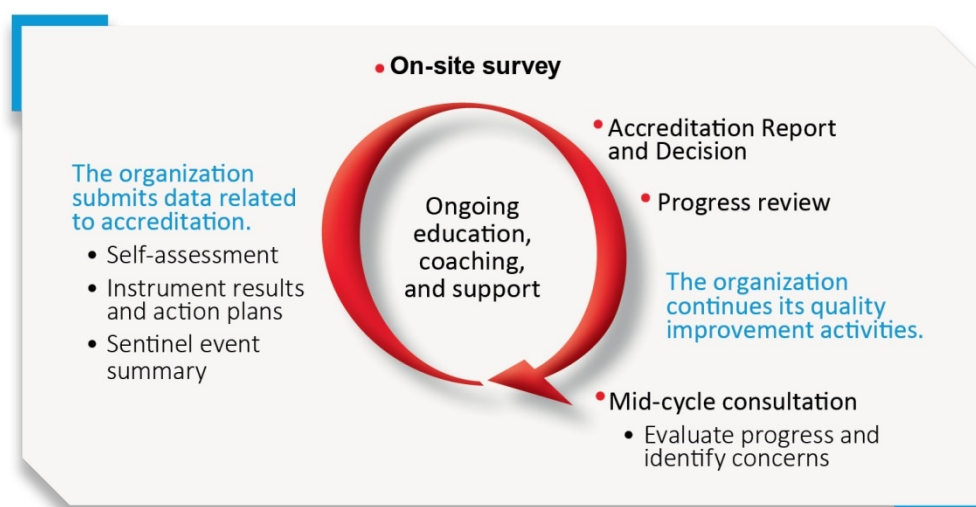 • On-site survey
• Accreditation Report
and Decision
• Progress review
The organization
continues its quality
improvement activities.
• Mid-cycle consultation
• Evaluate progress and
identify concerns
The organization
submits data related
to accreditation.
• Self-assessment
• Instrument results
and action plans
• Sentinel event
summary
Ongoing
education,
coaching,
and support